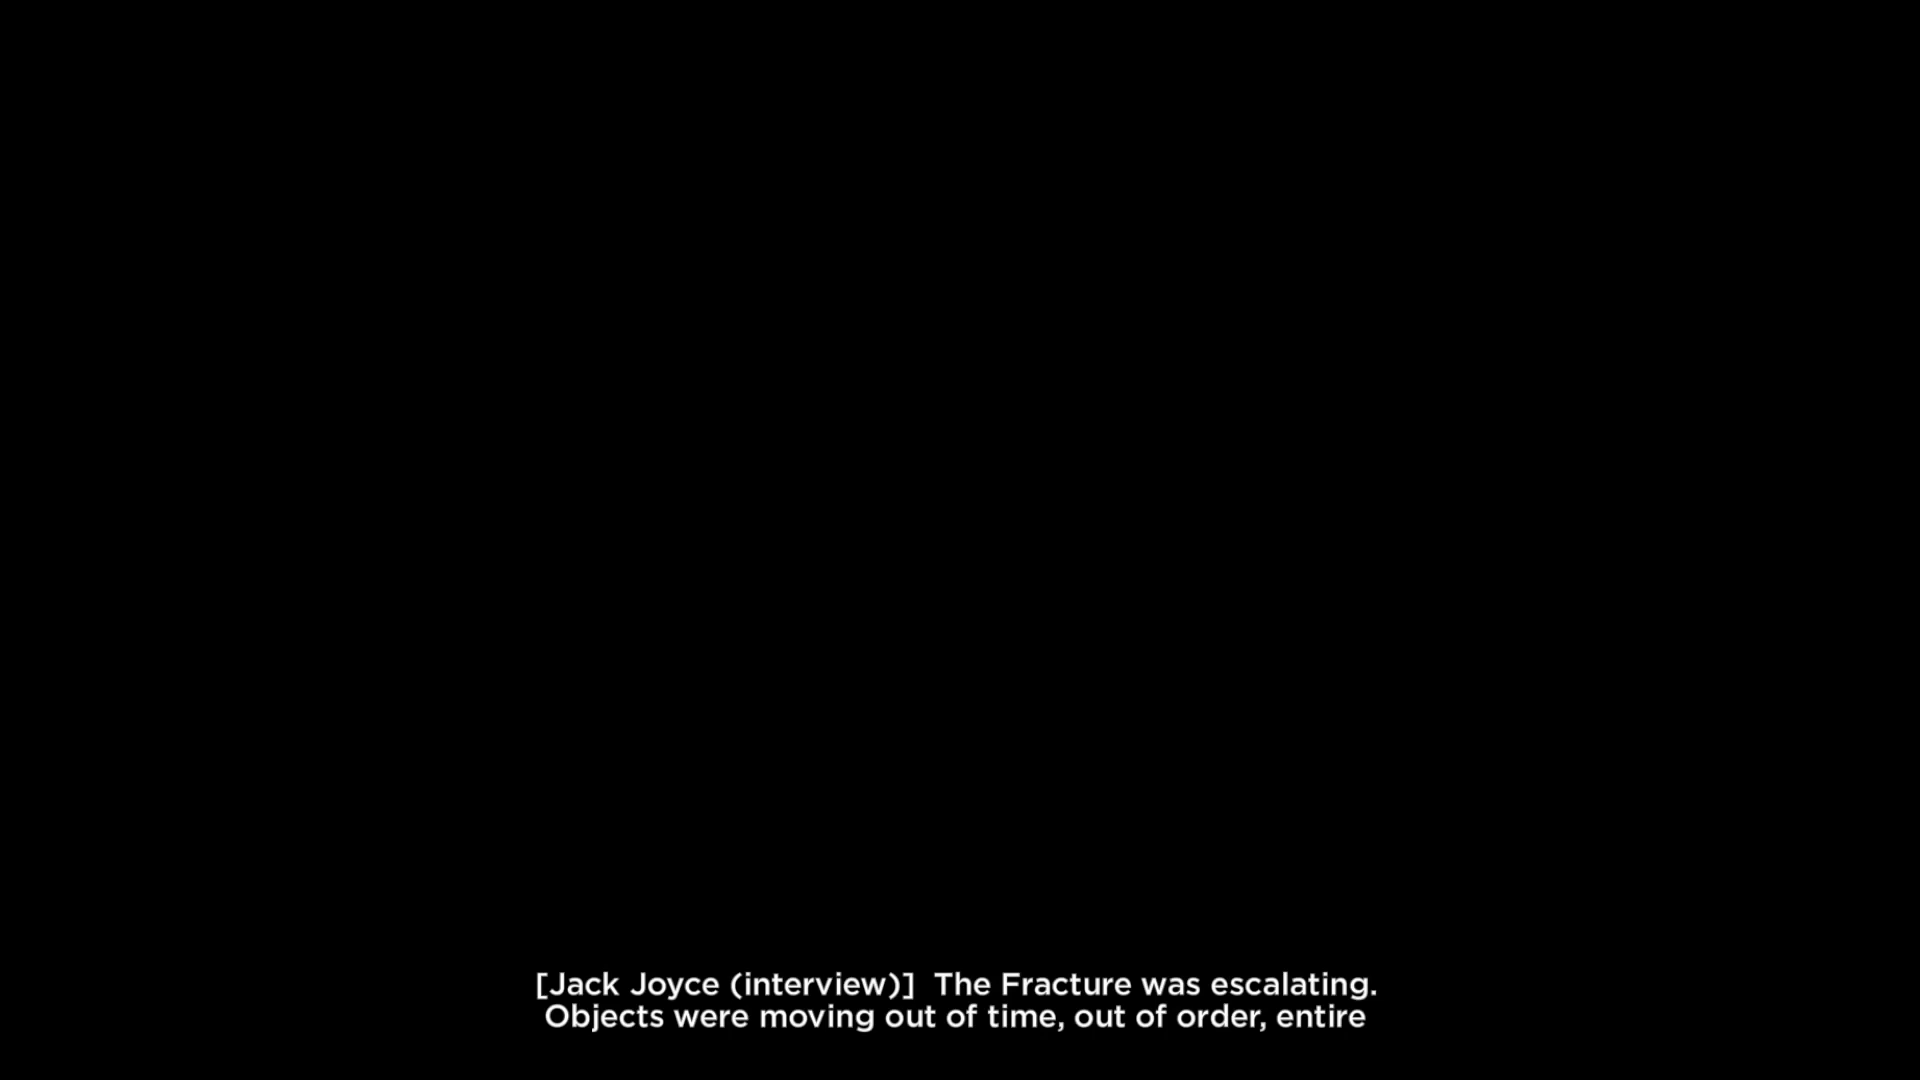 [Jack Joyce (interview)]  The Fracture was escalating.
Objects were moving out of time, out of order, entire